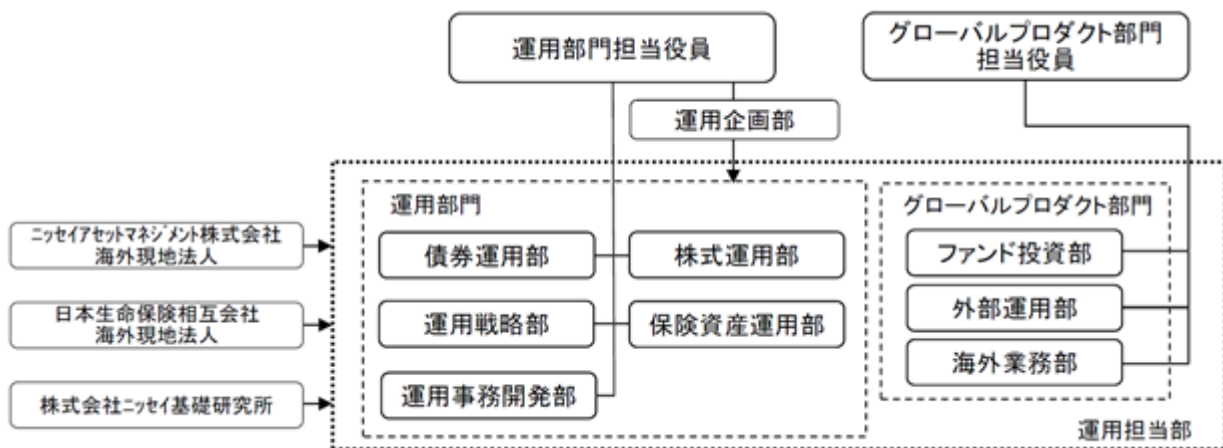 運用部門担当役員
グローバルプロダクト部門
担当役員
運用企画部
運用部門
グローバルプロダクト部門
ニッセイアセットマネジメント株式会社
海外現地法人
債券運用部
株式運用部
ファンド投資部
日本生命保険相互会社
海外現地法人
運用戦略部
保険資産運用部
外部運用部
海外業務部
株式会社ニッセイ基礎研究所
運用事務開発部
運用担当部